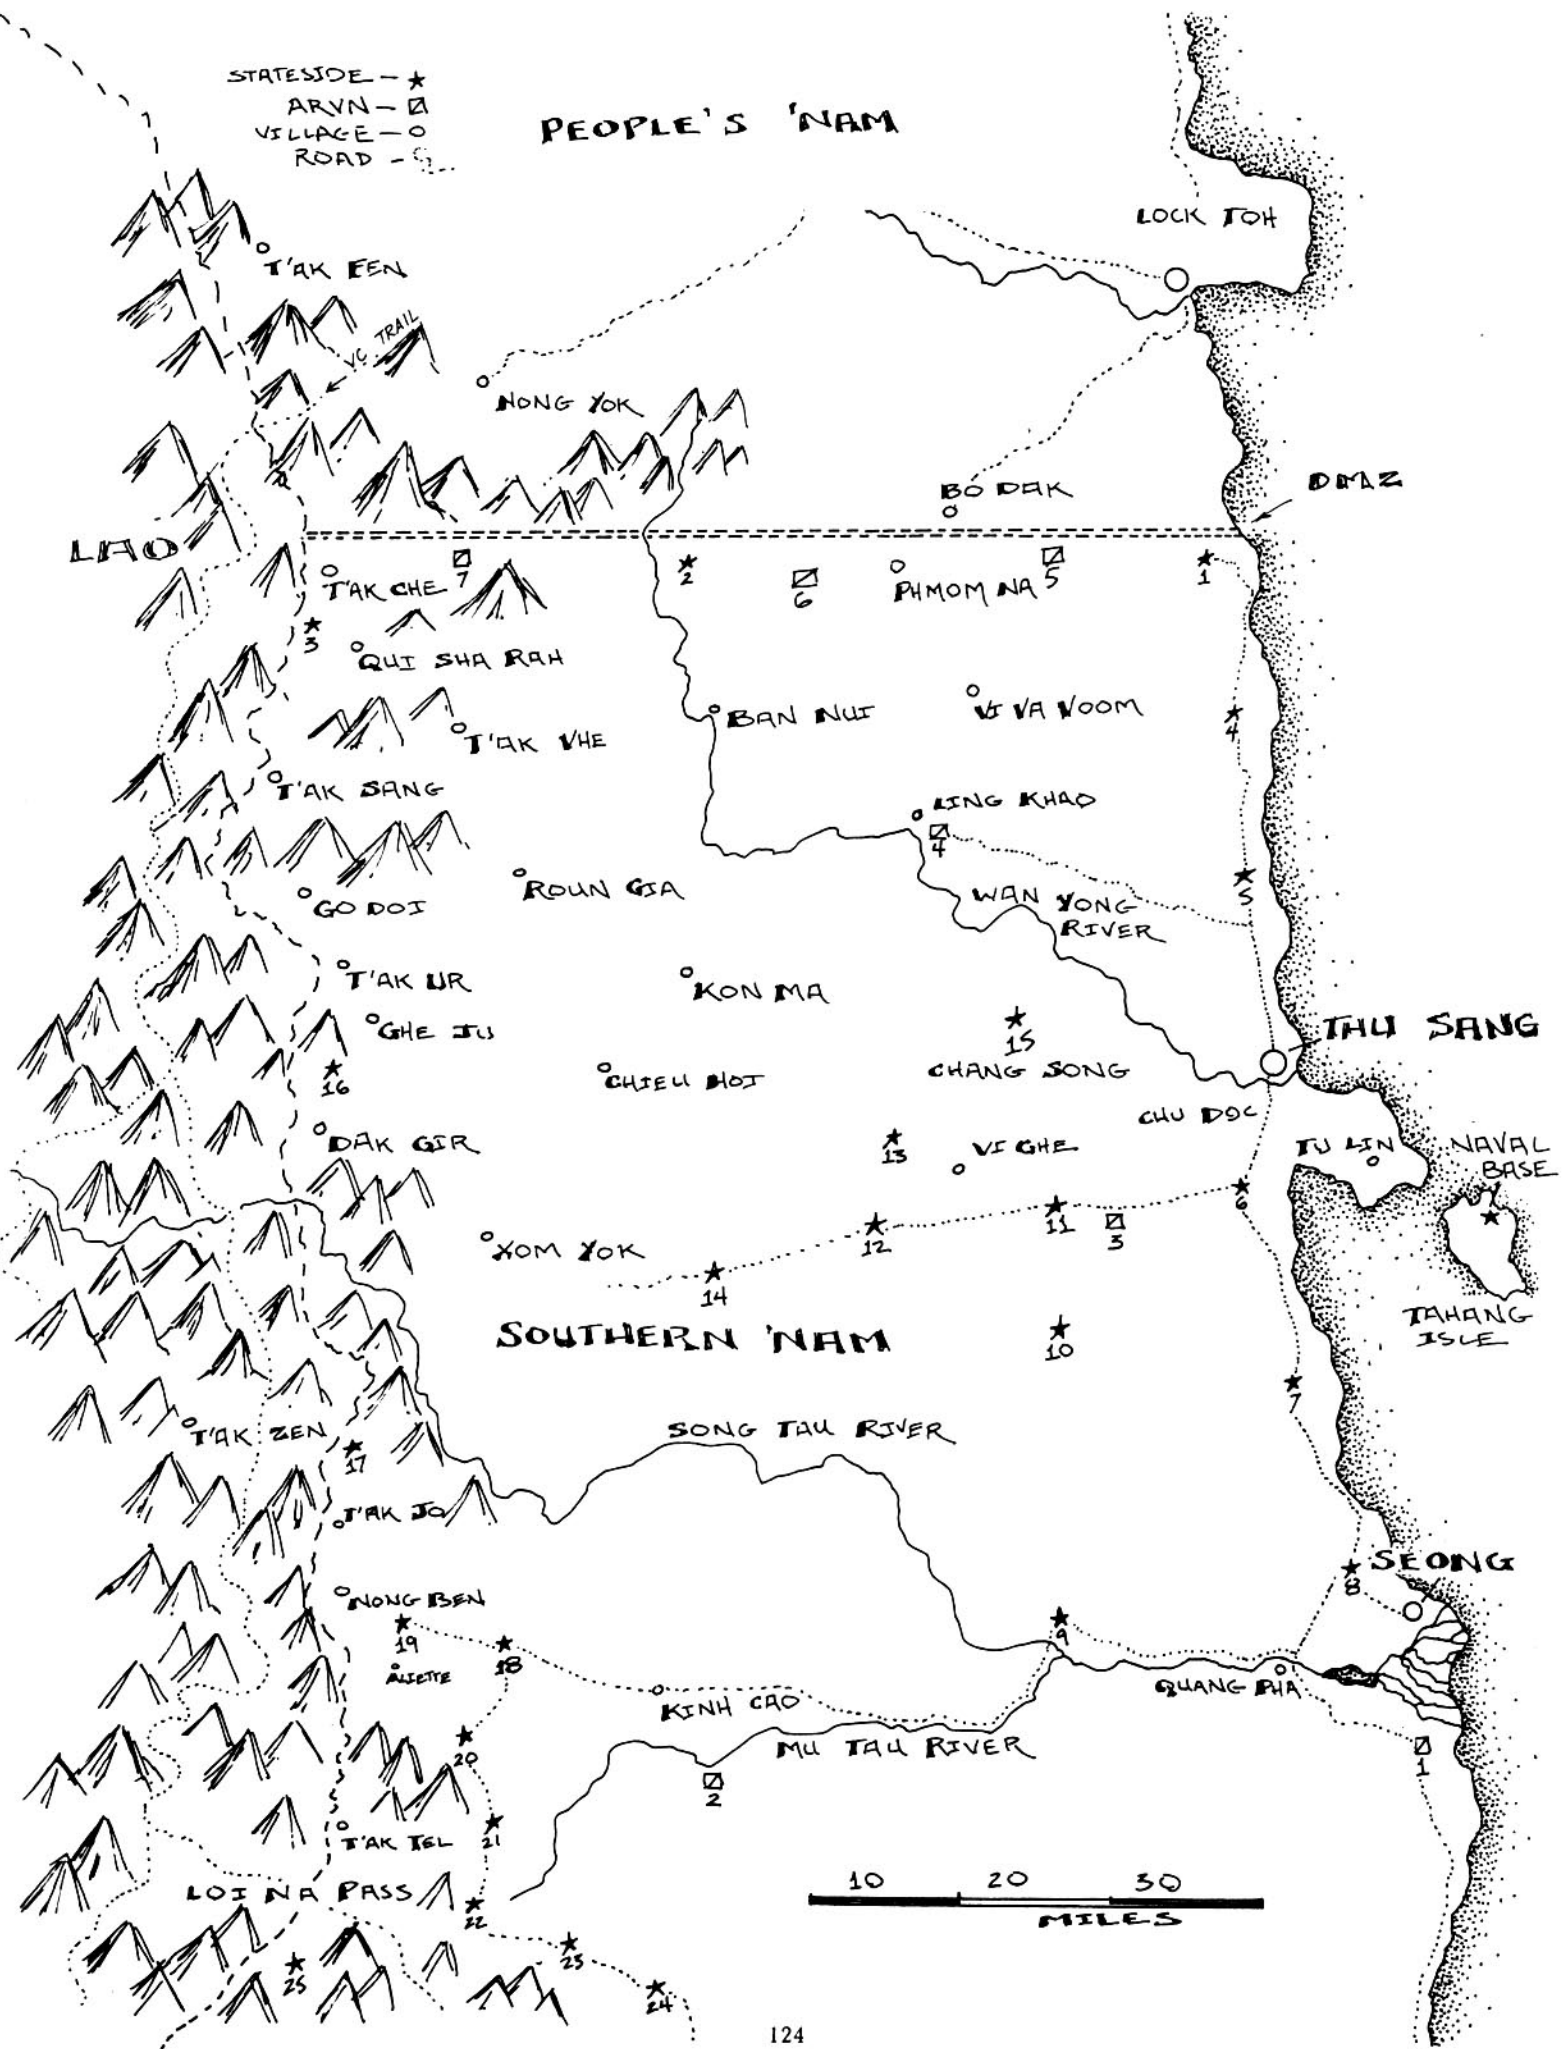 STATESIDE -
ARVN -
VILLAGE -
ROAD -
PEOPLE'S 'NAM
LOCK TOH
T'AK FEN
VC TRAIL
NONG YOK
BO DAK
DMZ
LAO
T'AK CHE
7
2
6
PHMOM NA
5
1
3
QUI SHA RAH
BAN NUI
VI VA VOOM
4
T'AK VHE
T'AK SANG
LING KHAO
4
ROUN GIA
5
GO DOI
WAN YONG
RIVER
T'AK UR
KON MA
GHE JU
15
THU SANG
16
CHIEU HOI
CHANG SONG
CHU DOC
DAK GIR
13
VI GHE
TU LIN
NAVAL
BASE
6
11
3
12
XOM YOK
14
TAHANG
ISLE
SOUTHERN 'NAM
10
7
SONG TAU RIVER
T'AK ZEN
17
T'AK JO
SEONG
8
NONG BEN
19
18
9
ALIETTE
QUANG PHA
KINH CAO
MU TAU RIVER
20
1
2
21
T'AK TEL
LOI NA PASS
10 20 30
MILES
22
23
25
24
124